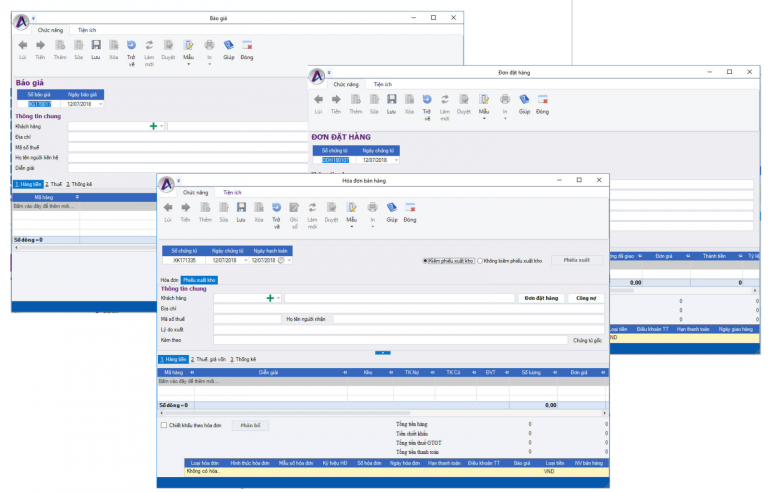 Báo giá
Chức năng Tiện ích
Lùi Tiến Thêm Sửa Lưu Xóa Trở về Làm mới Duyệt Mẫu In Giúp Đóng
Báo giá
Số báo giá Ngày báo giá
12/07/2018
Thông tin chung
Khách hàng
Địa chỉ
Mã số thuế
Họ tên người liên hệ
Diễn giải
1. Hàng tiền 2. Thuế 3. Thống kê
Mã hàng
Bấm vào đây để thêm mới...
Số dòng = 0
Đơn đặt hàng
Chức năng Tiện ích
Lùi Tiến Thêm Sửa Lưu Xóa Trở về Làm mới Duyệt Mẫu In Giúp Đóng
ĐƠN ĐẶT HÀNG
Số chứng từ Ngày chứng từ
12/07/2018
Đơn giá Thành tiền
0,00 0
0 0
0 0
0 0
Loại tiền Điều khoản TT Hạn thanh toán Ngày giao hàng
Hóa đơn bán hàng
Chức năng Tiện ích
Lùi Tiến Thêm Sửa Lưu Xóa Trở về Ghi sổ Làm mới Duyệt Mẫu In Giúp Đóng
Số chứng từ Ngày chứng từ Ngày hạch toán
XK171335 12/07/2018 12/07/2018
Kiêm phiếu xuất kho Không kiêm phiếu xuất kho Phiếu xuất
Hóa đơn Phiếu xuất kho
Thông tin chung
Khách hàng Đơn đặt hàng Công nợ
Địa chỉ
Mã số thuế Họ tên người nhận
Lý do xuất
Kèm theo Chứng từ gốc
1. Hàng tiền 2. Thuế, giá vốn 3. Thống kê
Mã hàng Diễn giải Kho TK Nợ TK Có ĐVT Số lượng Đơn giá
Bấm vào đây để thêm mới...
Số dòng = 0 0,00
Chiết khấu theo hóa đơn Phân bổ
Tổng tiền hàng 0 0
Tiền chiết khấu 0 0
Tổng tiền thuế GTGT 0 0
Tổng tiền thanh toán 0 0
Loại hóa đơn Hình thức hóa đơn Mẫu số hóa đơn Ký hiệu HĐ Số hóa đơn Ngày hóa đơn Hạn thanh toán Điều khoản TT Báo giá Loại tiền NV bán hàng
Không có hóa.. VND